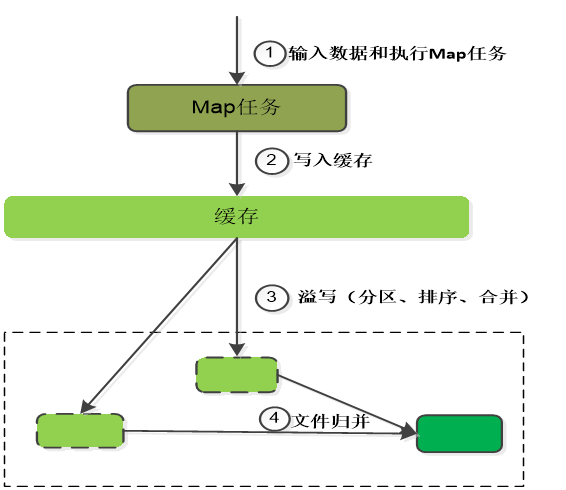 ① 输入数据和执行Map任务
Map任务
② 写入缓存
缓存
③ 溢写（分区、排序、合并）
④ 文件归并